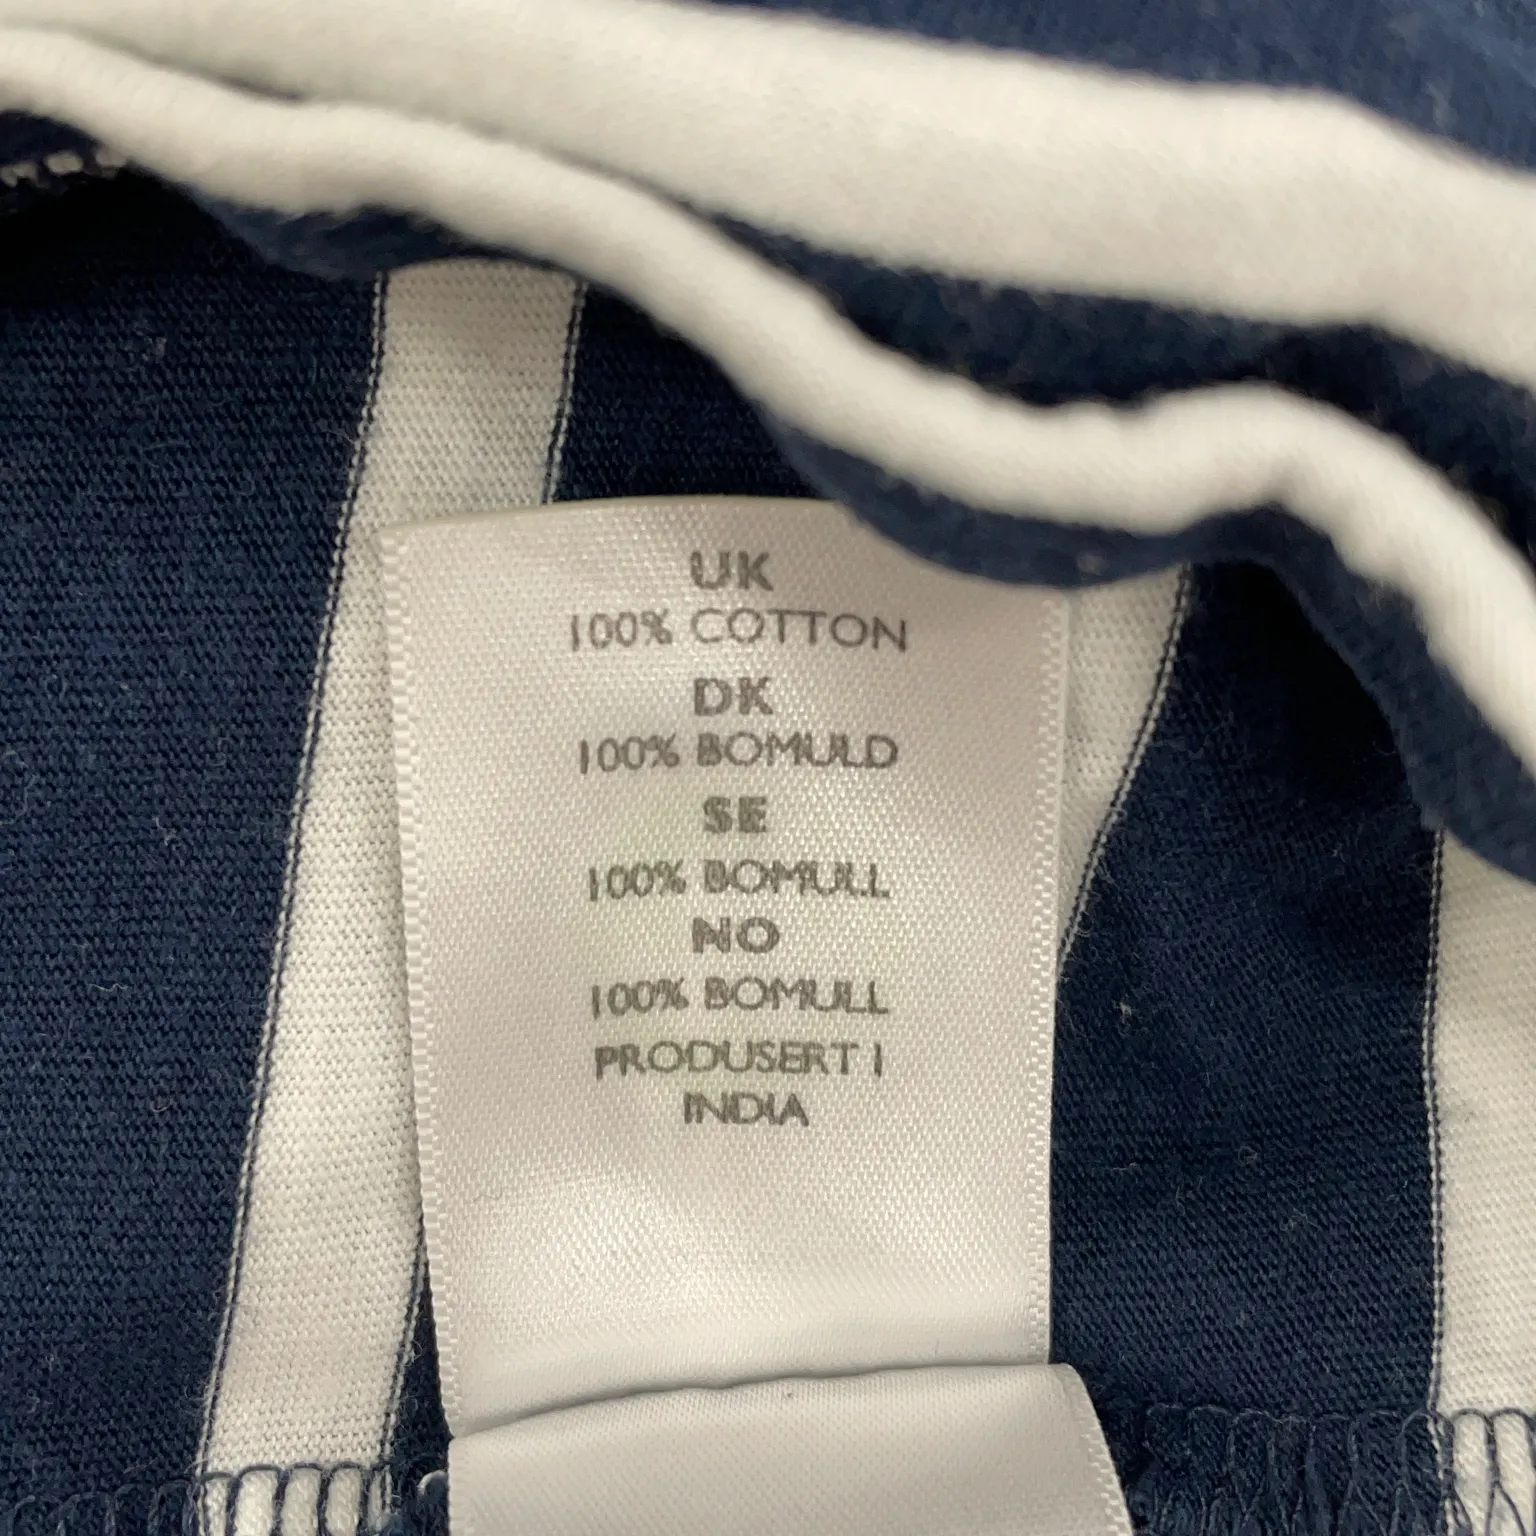 UK
100% COTTON
DK
100% BOMULD
SE
100% BOMULL
NO
100% BOMULL
PRODUSERT I
INDIA